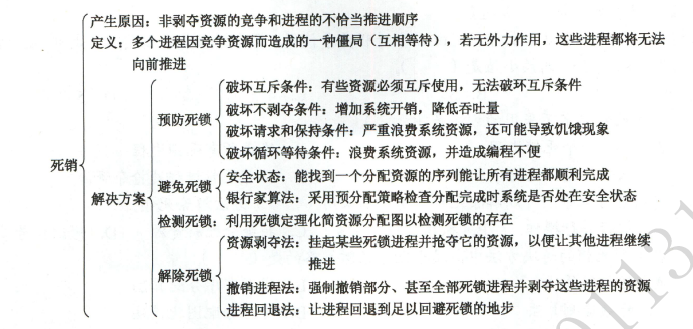 产生原因：非剥夺资源的竞争和进程的不恰当推进顺序
定义：多个进程因竞争资源而造成的一种僵局（互相等待），若无外力作用，这些进程都将无法
向前推进
破坏互斥条件：有些资源必须互斥使用，无法破坏互斥条件
预防死锁
破坏不剥夺条件：增加系统开销，降低吞吐量
破坏请求和保持条件：严重浪费系统资源，还可能导致饥饿现象
破坏循环等待条件：浪费系统资源，并造成编程不便
死销
解决方案
避免死锁
安全状态：能找到一个分配资源的序列能让所有进程都顺利完成
银行家算法：采用预分配策略检查分配完成时系统是否处在安全状态
检测死锁：利用死锁定理化简资源分配图以检测死锁的存在
解除死锁
资源剥夺法：挂起某些死锁进程并抢夺它的资源，以便让其他进程继续
推进
撤销进程法：强制撤销部分、甚至全部死锁进程并剥夺这些进程的资源
进程回退法：让进程回退到足以回避死锁的地步
01131